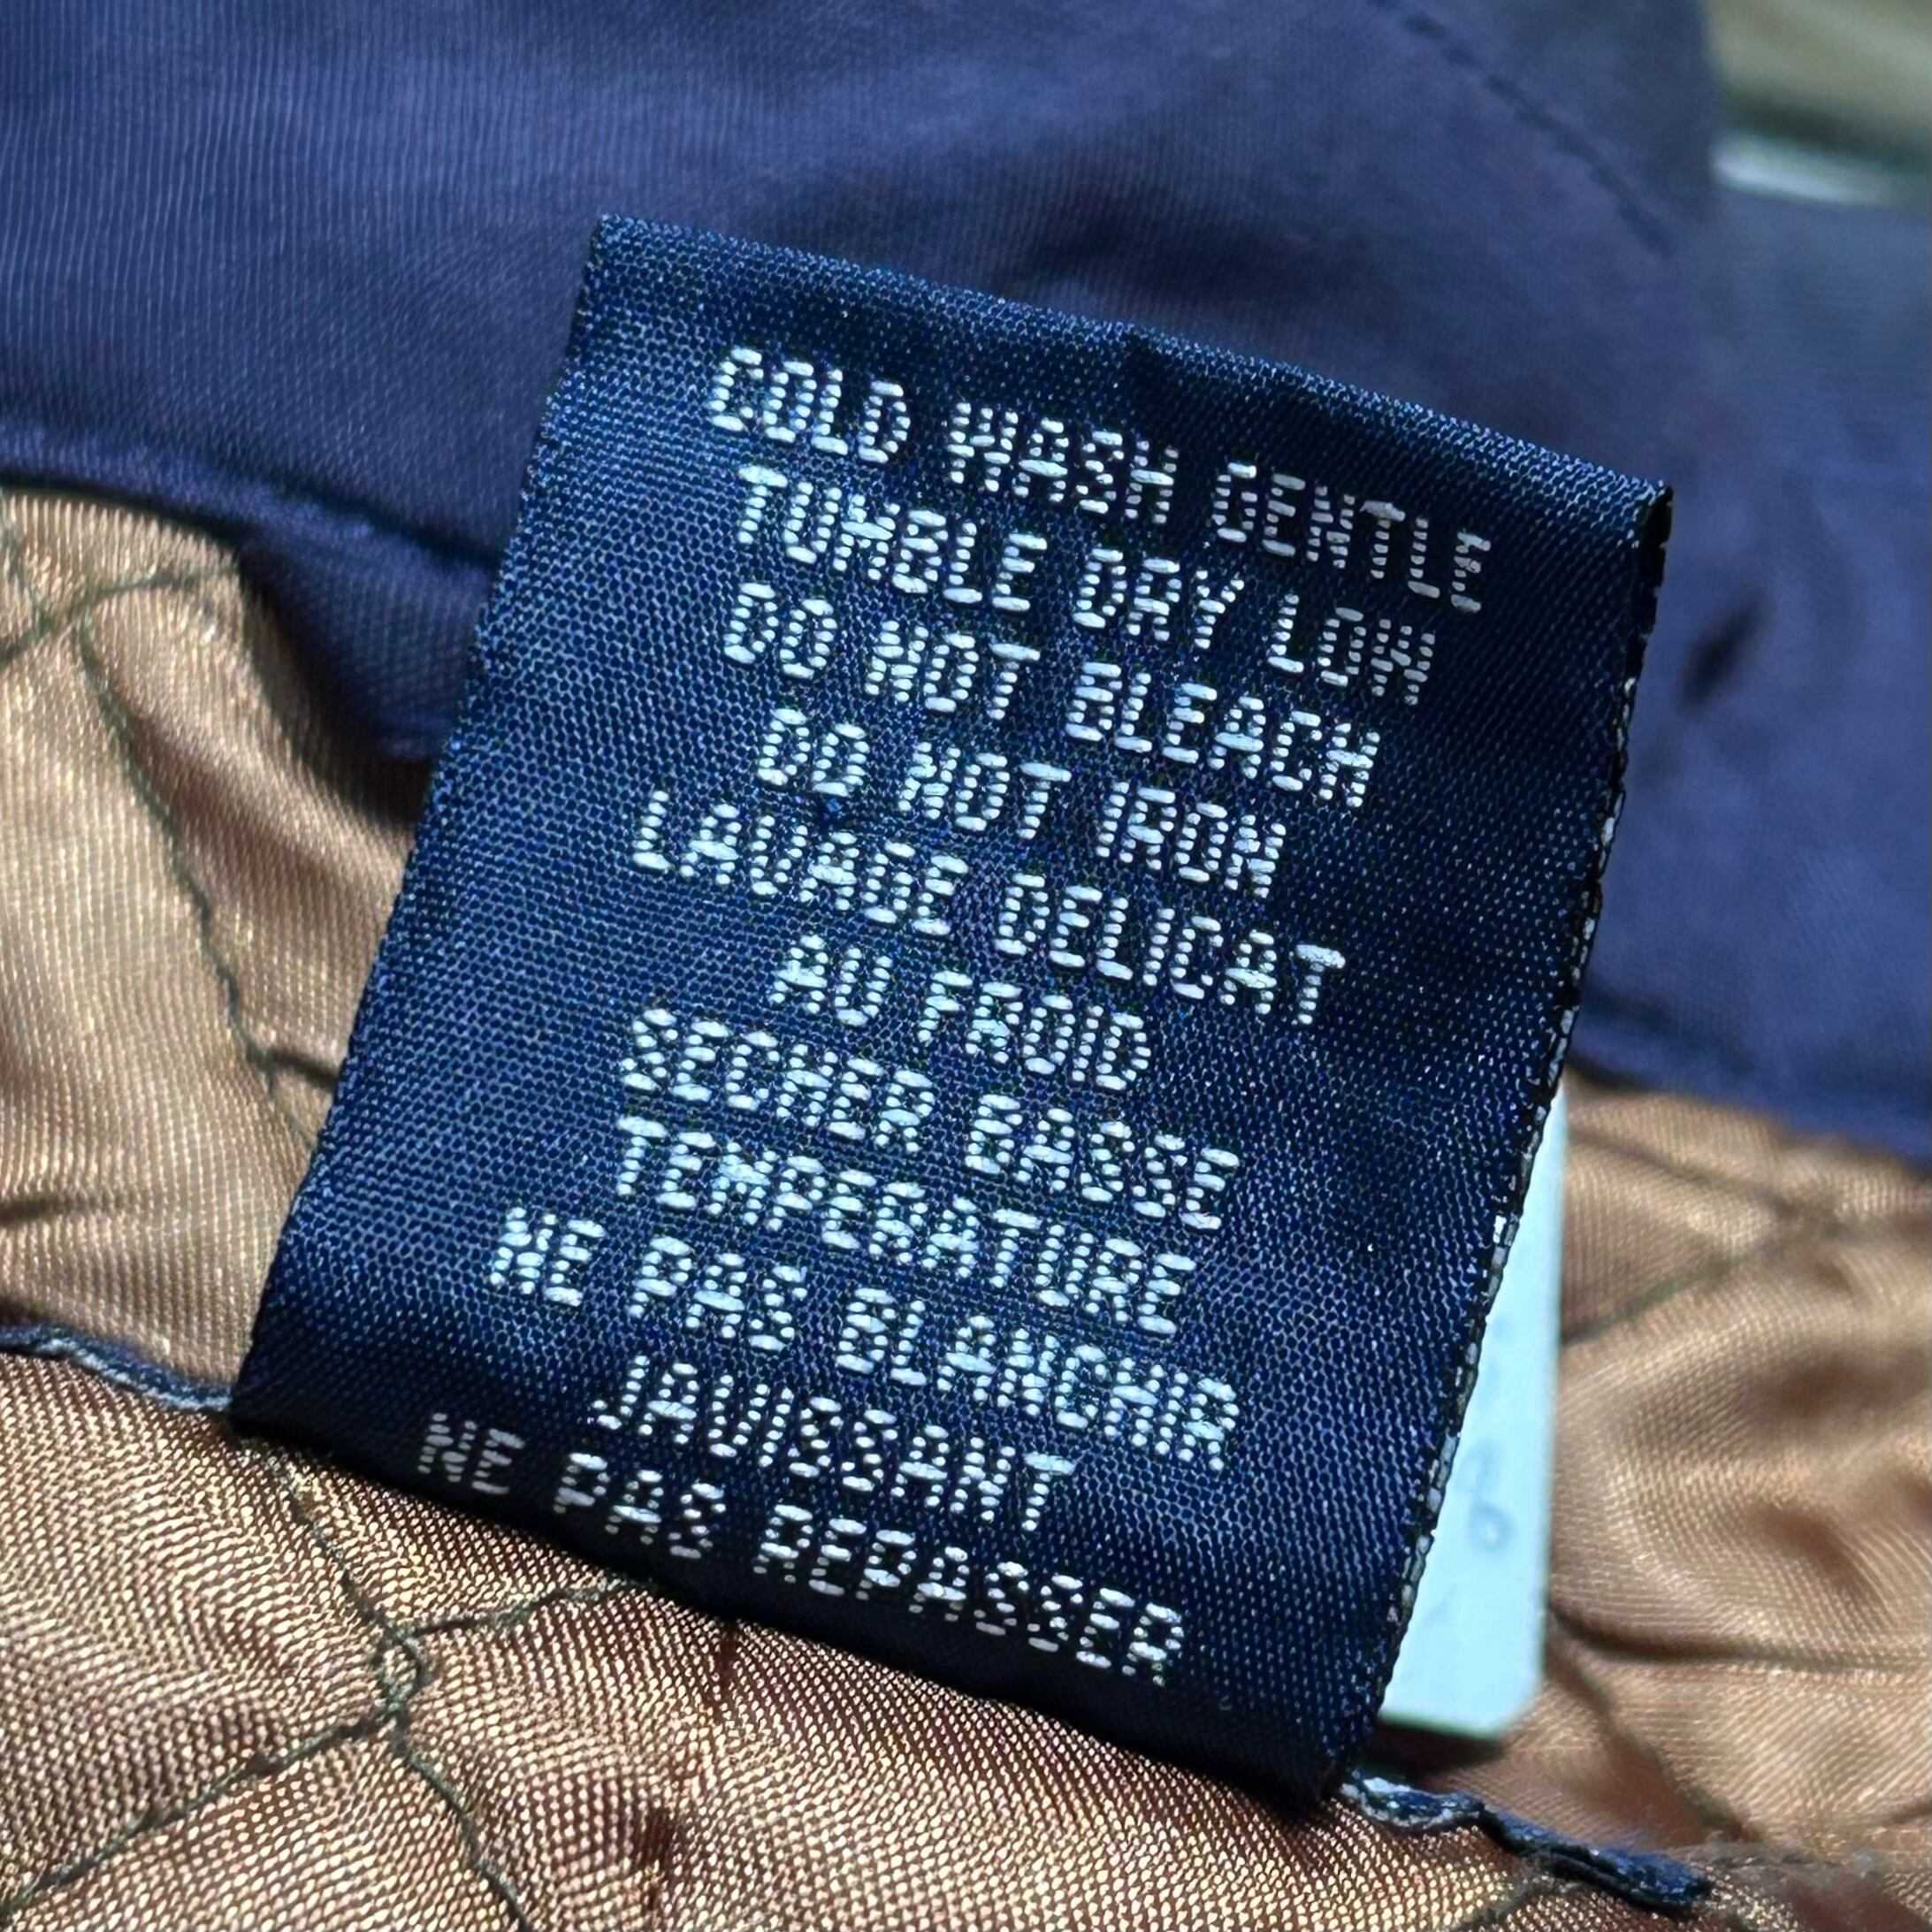 COLD WASH GENTLE
TUMBLE DRY LOW
DO NOT BLEACH
DO NOT IRON
LAVAGE DELICAT
AU FROID
SECHER BASSE
TEMPERATURE
NE PAS BLANCHIR
JAVISSANT
NE PAS REPASSER